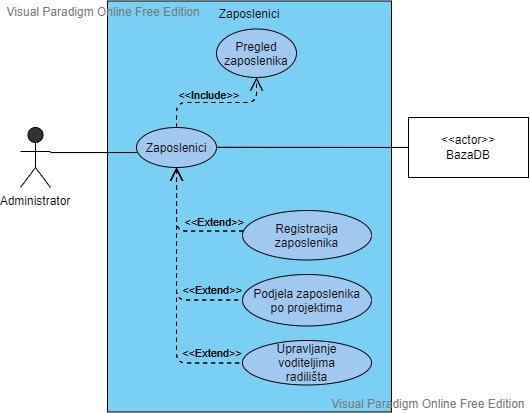 Visual Paradigm Online Free Edition
Zaposlenici
Pregled
zaposlenika
<<Include>>
Zaposlenici
<<actor>>
BazaDB
Administrator
<<Extend>>
Registracija
zaposlenika
<<Extend>>
Podjela zaposlenika
po projektima
<<Extend>>
Upravljanje
voditeljima
radilišta
Visual Paradigm Online Free Edition